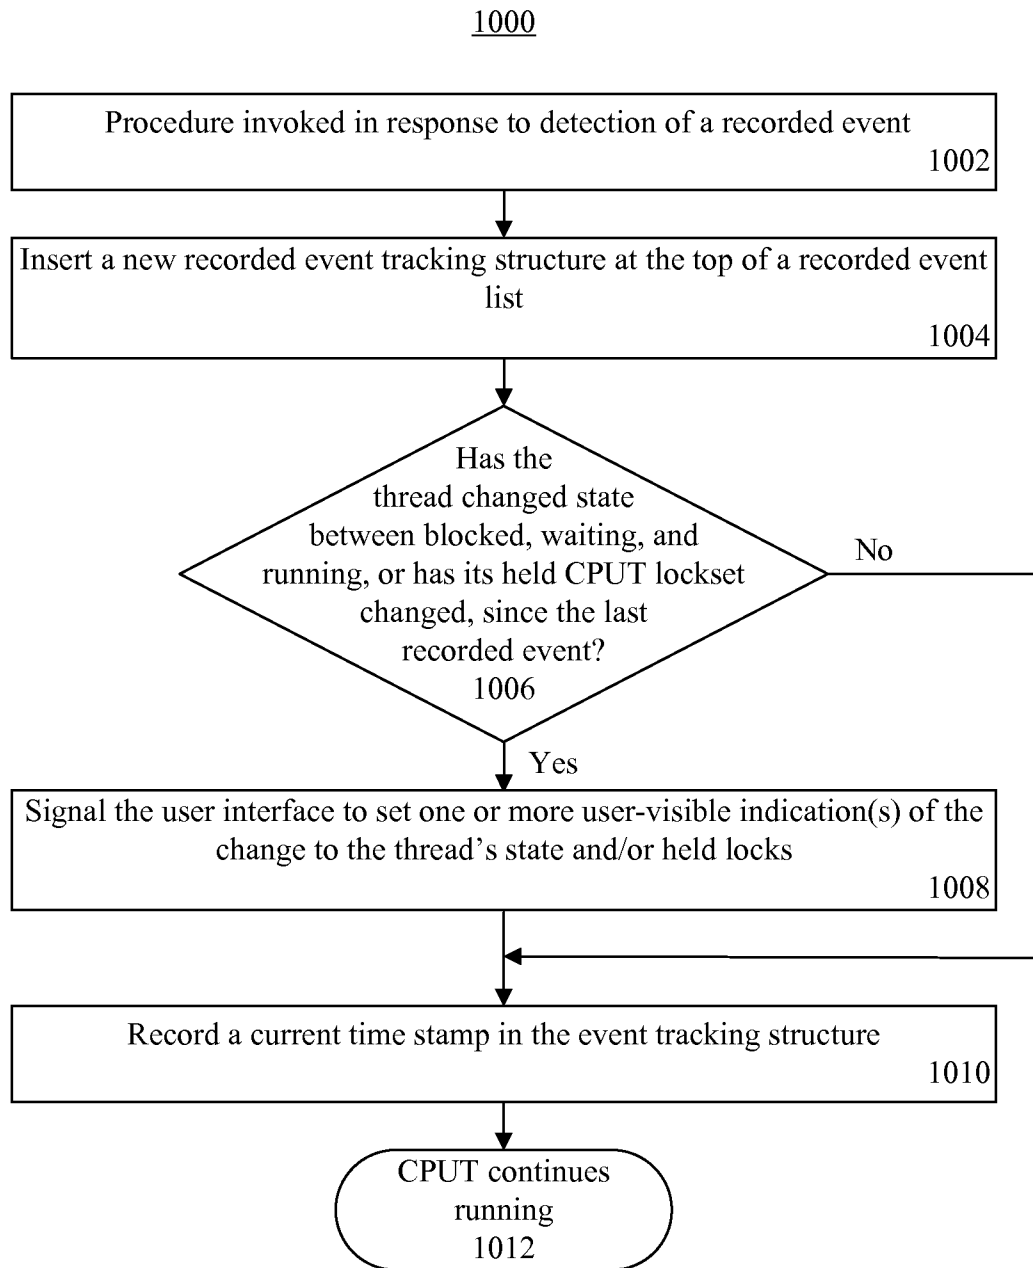 1000
Procedure invoked in response to detection of a recorded event
1002
Insert a new recorded event tracking structure at the top of a recorded event
list
1004
Has the
thread changed state
between blocked, waiting, and
running, or has its held CPUT lockset
changed, since the last
recorded event?
1006
No
Yes
Signal the user interface to set one or more user-visible indication(s) of the
change to the thread's state and/or held locks
1008
Record a current time stamp in the event tracking structure
1010
CPUT continues
running
1012